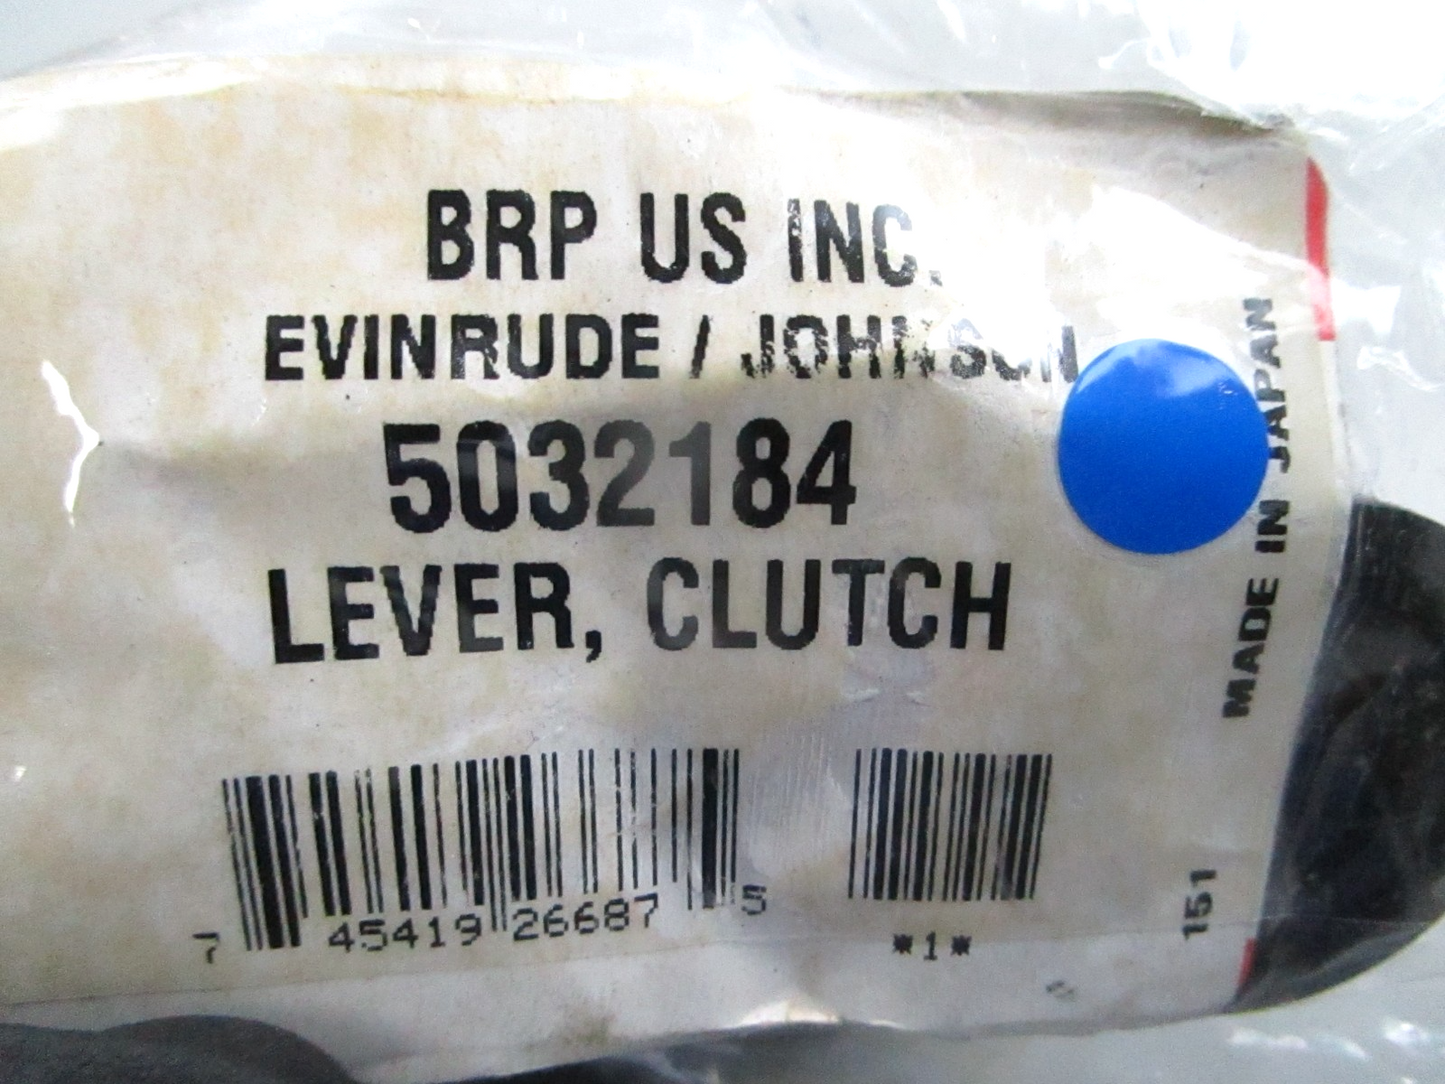 BRP US INC.
EVINRUDE / JOHNSON
5032184
LEVER, CLUTCH
MADE IN JAPAN
7 45419 26687 5
*1*
151